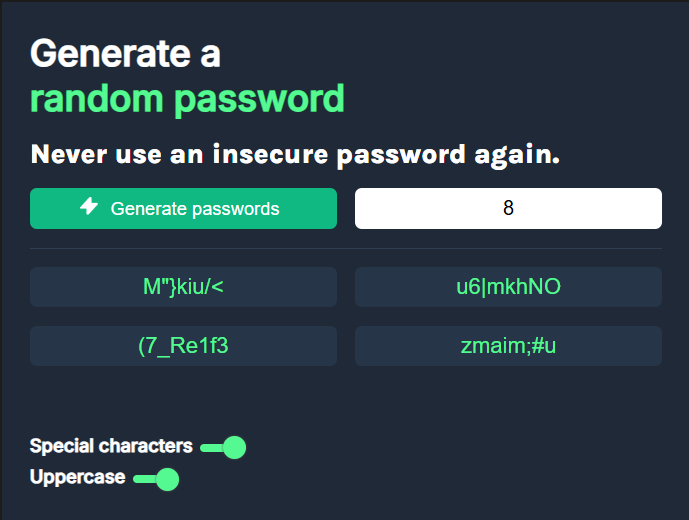 Generate a
random password
Never use an insecure password again.
Generate passwords 8
M"}kiu/< u6|mkhNO
(7_Re1f3 zmaim;#u
Special characters
Uppercase